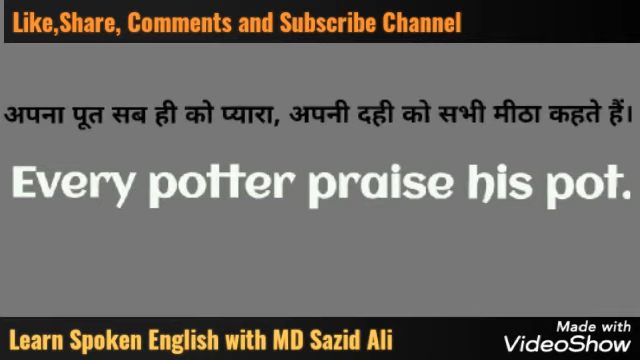 Like,Share, Comments and Subscribe Channel
अपना पूत सब ही को प्यारा, अपनी दही को सभी मीठा कहते हैं।
Every potter praise his pot.
Learn Spoken English with MD Sazid Ali
Made with
VideoShow